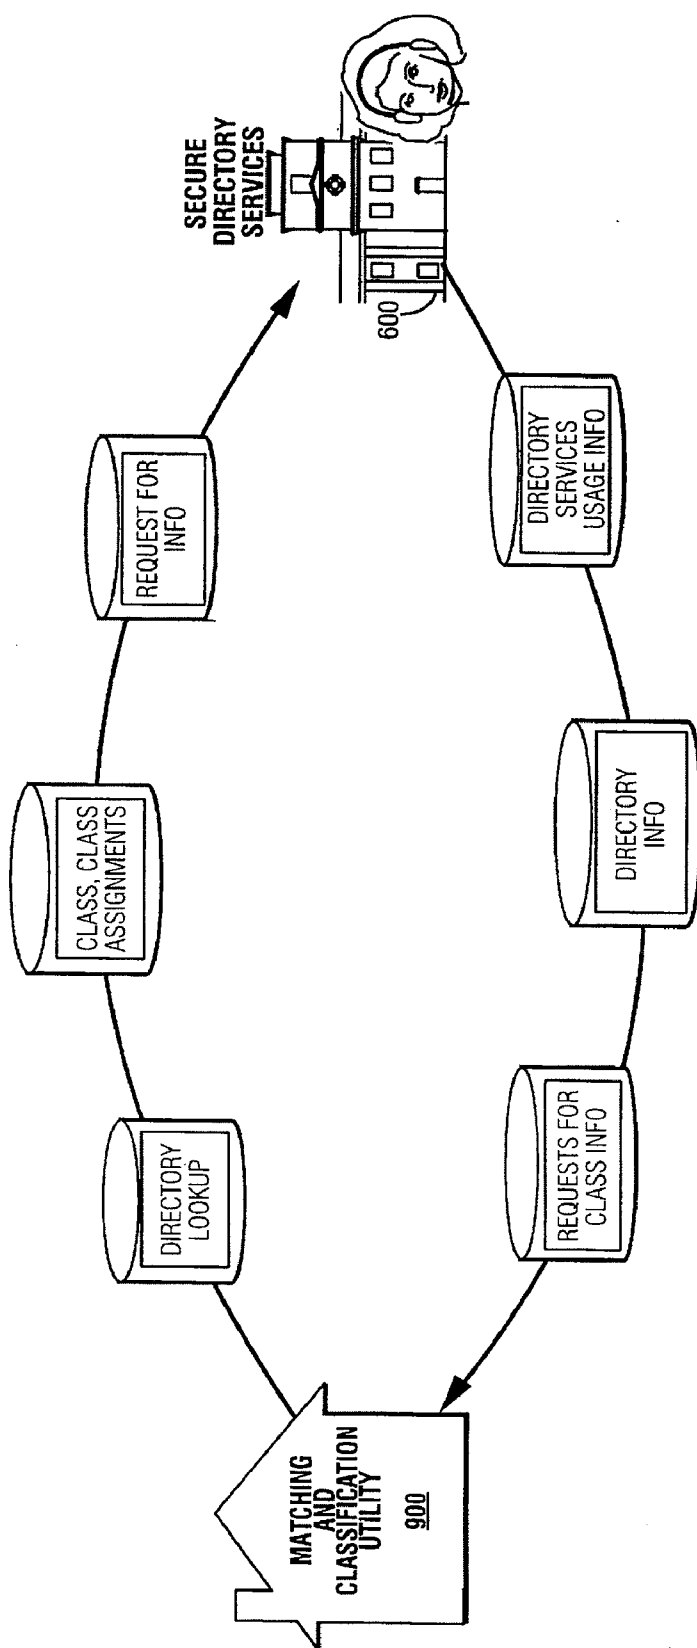 SECURE
DIRECTORY
SERVICES
600
REQUEST FOR
INFO
CLASS, CLASS
ASSIGNMENTS
DIRECTORY
LOOKUP
MATCHING
AND
CLASSIFICATION
UTILITY
900
REQUESTS FOR
CLASS INFO
DIRECTORY
INFO
DIRECTORY
SERVICES
USAGE INFO